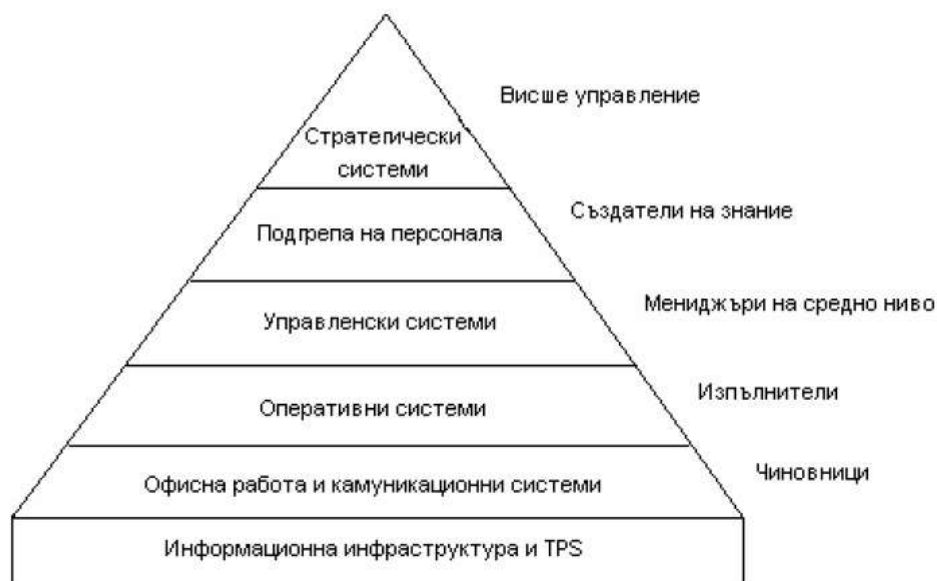 Висше управление
Стратегически
системи
Създатели на знание
Подгрепа на персонала
Мениджъри на средно ниво
Управленски системи
Изпълнители
Оперативни системи
Чиновници
Офисна работа и камуникационни системи
Информационна инфраструктура и TPS